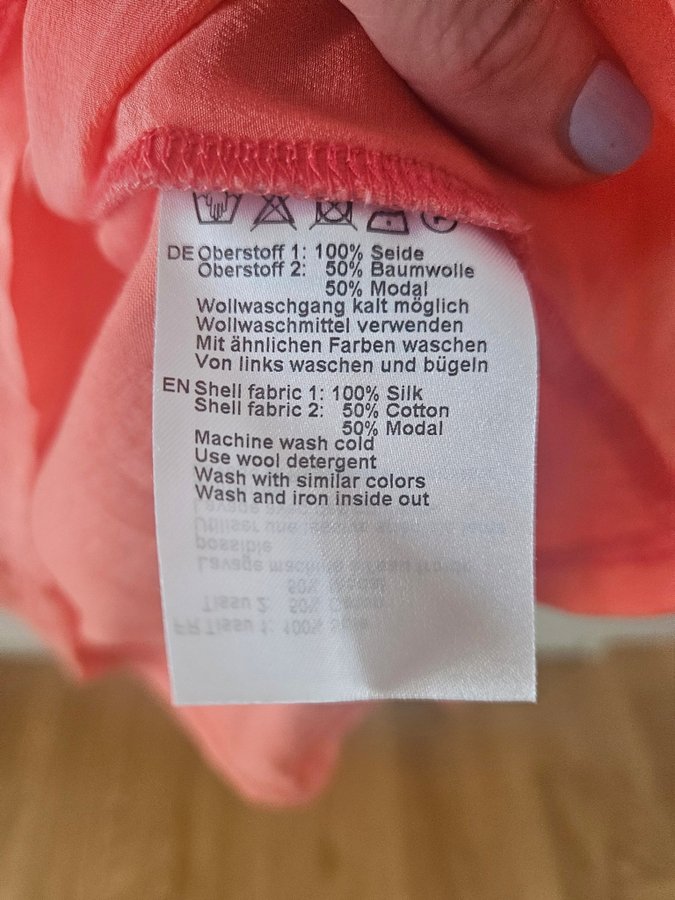 DE Oberstoff 1: 100% Seide
Oberstoff 2: 50% Baumwolle
50% Modal
Wollwaschgang kalt möglich
Wollwaschmittel verwenden
Mit ähnlichen Farben waschen
Von links waschen und bügeln
EN Shell fabric 1: 100% Silk
Shell fabric 2: 50% Cotton
50% Modal
Machine wash cold
Use wool detergent
Wash with similar colors
Wash and iron inside out